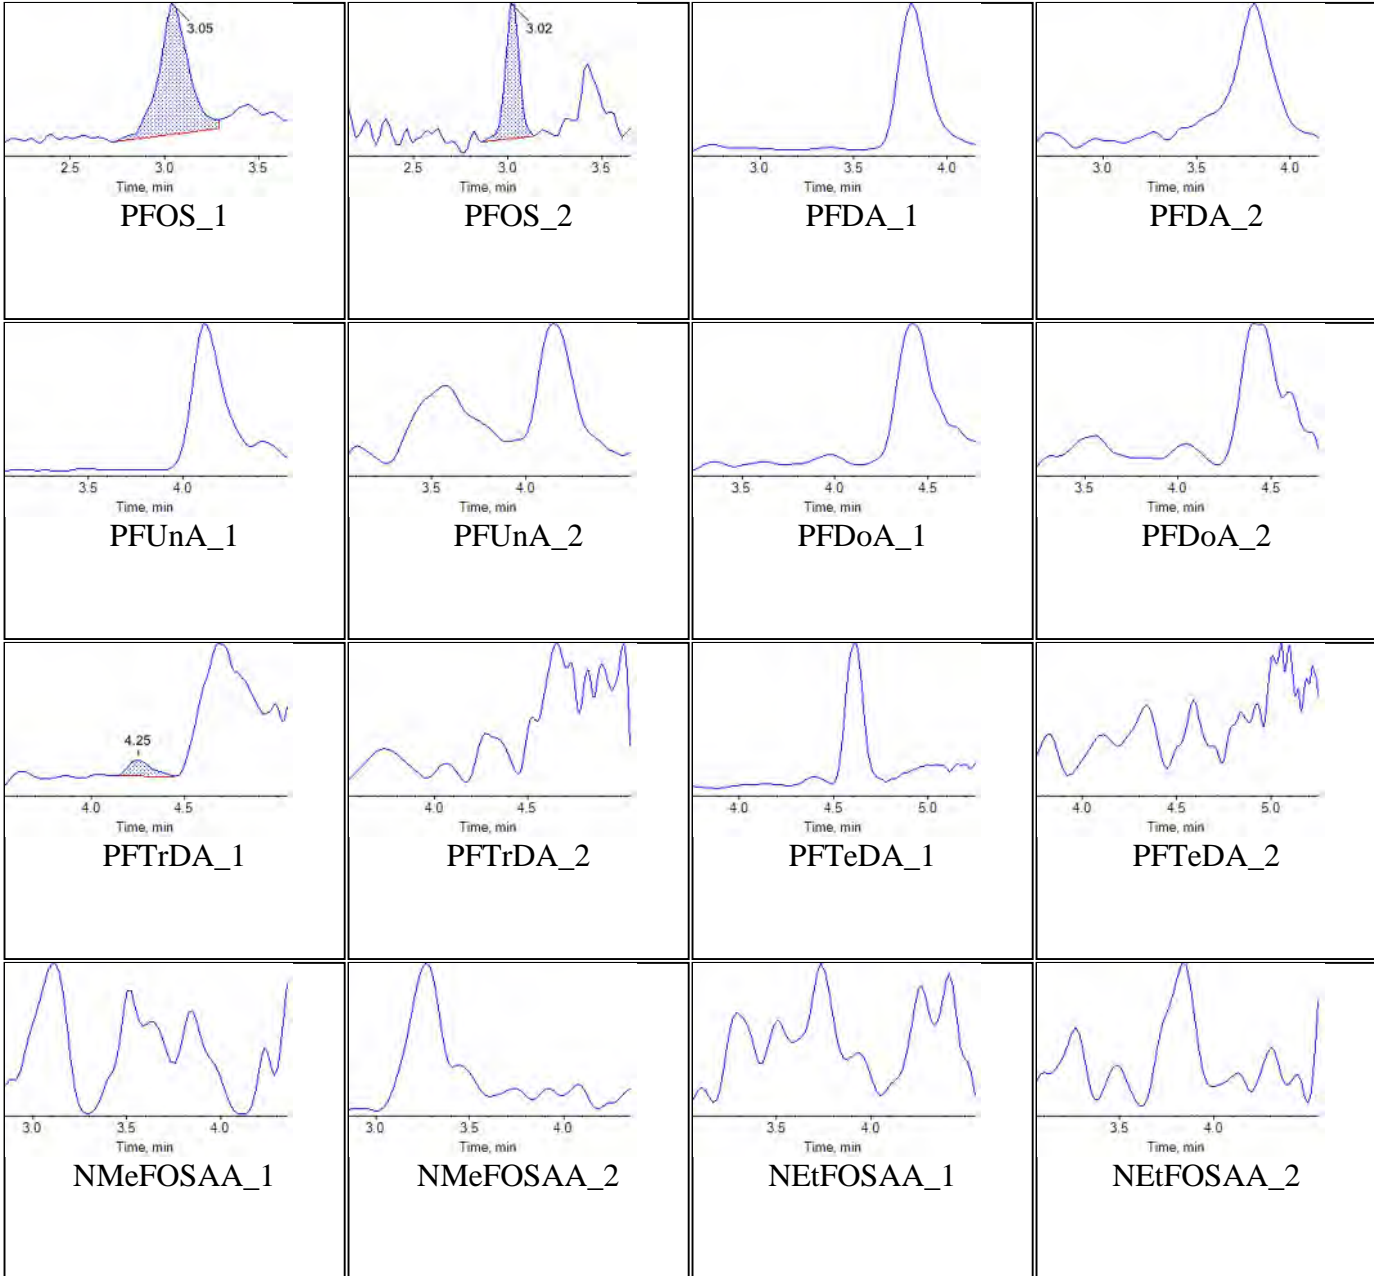 3.05
2.5 3.0 3.5
Time, min
PFOS_1
3.02
2.5 3.0 3.5
Time, min
PFOS_2
3.0 3.5 4.0
Time, min
PFDA_1
3.0 3.5 4.0
Time, min
PFDA_2
3.5 4.0
Time, min
PFUnA_1
3.5 4.0
Time, min
PFUnA_2
3.5 4.0 4.5
Time, min
PFDoA_1
3.5 4.0 4.5
Time, min
PFDoA_2
4.25
4.0 4.5
Time, min
PFTrDA_1
4.0 4.5
Time, min
PFTrDA_2
4.0 4.5 5.0
Time, min
PFTeDA_1
4.0 4.5 5.0
Time, min
PFTeDA_2
3.0 3.5 4.0
Time, min
NMeFOSAA_1
3.0 3.5 4.0
Time, min
NMeFOSAA_2
3.5 4.0
Time, min
NEtFOSAA_1
3.5 4.0
Time, min
NEtFOSAA_2